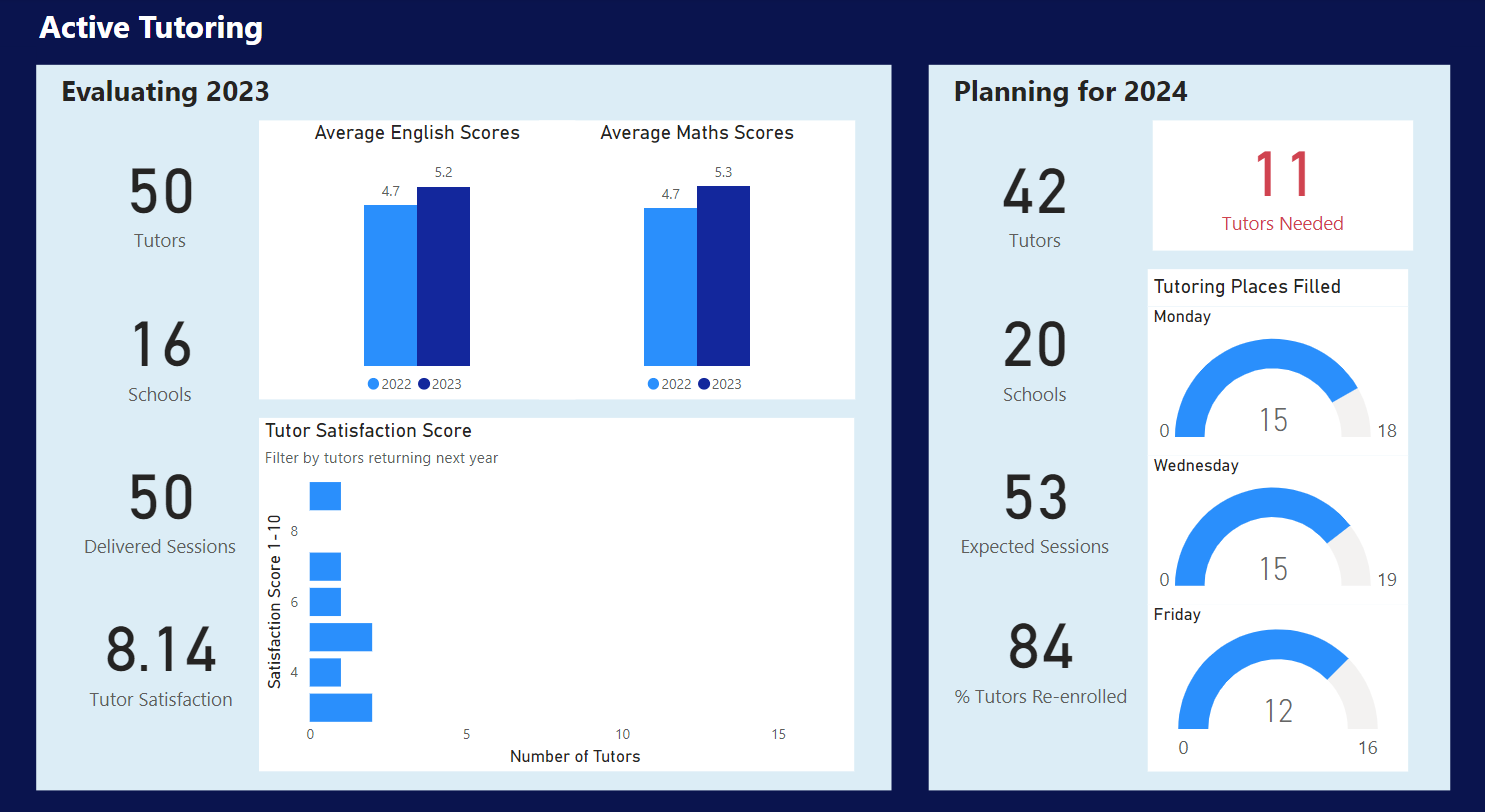 Active Tutoring
Evaluating 2023
50
Tutors
16
Schools
50
Delivered Sessions
8.14
Tutor Satisfaction
Average English Scores
4.7
5.2
2022 2023
Average Maths Scores
4.7
5.3
2022 2023
Tutor Satisfaction Score
Filter by tutors returning next year
Satisfaction Score 1-10
8
6
4
0 5 10 15
Number of Tutors
Planning for 2024
42
Tutors
20
Schools
53
Expected Sessions
84
% Tutors Re-enrolled
11
Tutors Needed
Tutoring Places Filled
Monday
15
0 18
Wednesday
15
0 19
Friday
12
0 16